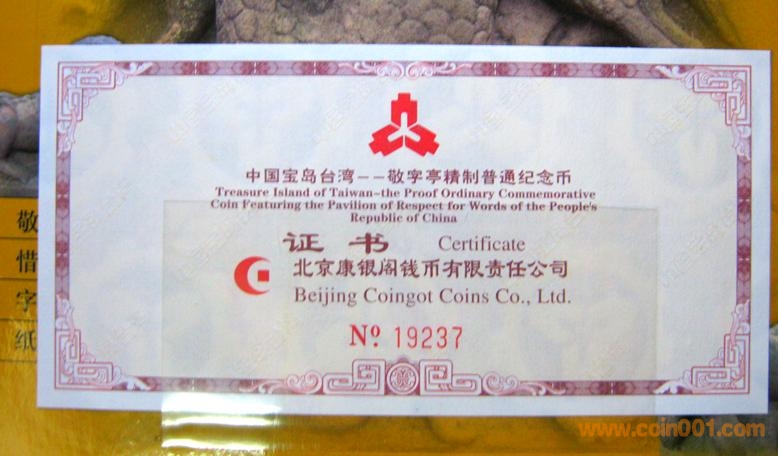 中国宝岛台湾--敬字亭精制普通纪念币
Treasure Island of Taiwan-the Proof Ordinary Commemorative
Coin Featuring the Pavilion of Respect for Words of the People's
Republic of China
证书 Certificate
北京康银阁钱币有限责任公司
Beijing Coingot Coins Co., Ltd.
Nº 19237
敬
惜
字
纸
www.coin001.com